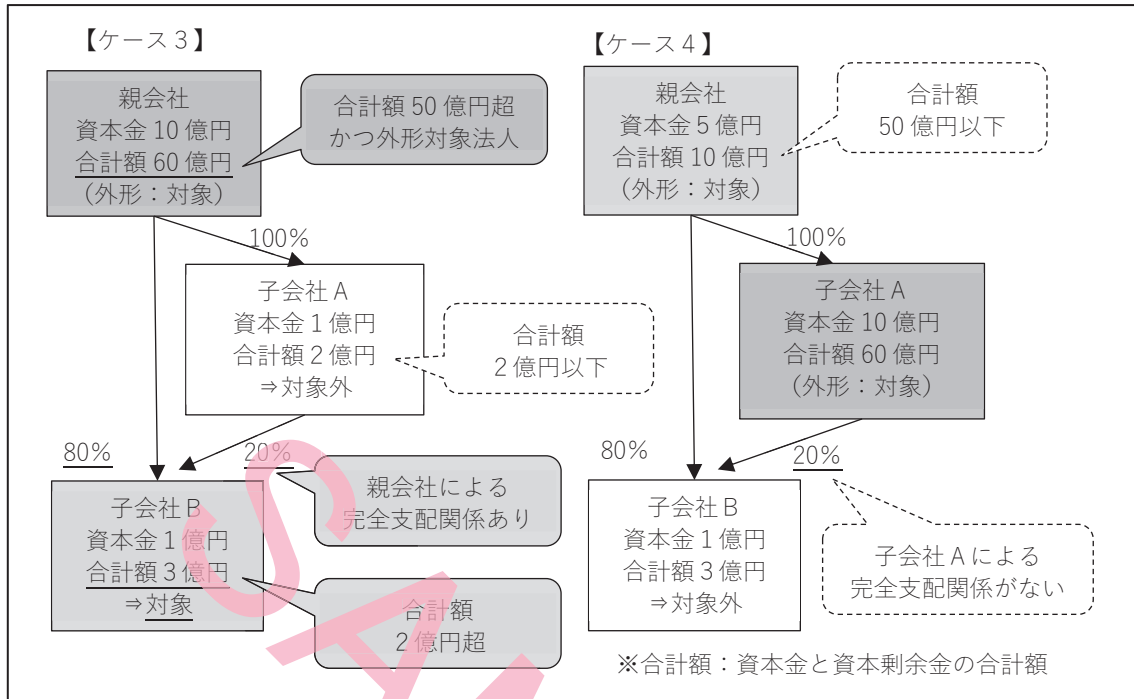 【ケース３】
親会社
資本金 10 億円
合計額 60 億円
（外形：対象）
合計額 50 億円超
かつ外形対象法人
100%
子会社Ａ
資本金１億円
合計額２億円
⇒対象外
合計額
２億円以下
80%
20%
親会社による
完全支配関係あり
子会社Ｂ
資本金１億円
合計額３億円
⇒対象
合計額
２億円超
【ケース４】
親会社
資本金５億円
合計額 10 億円
（外形：対象）
合計額
50 億円以下
100%
子会社Ａ
資本金 10 億円
合計額 60 億円
（外形：対象）
80%
20%
子会社Ｂ
資本金１億円
合計額３億円
⇒対象外
子会社Ａによる
完全支配関係がない
※合計額：資本金と資本剰余金の合計額